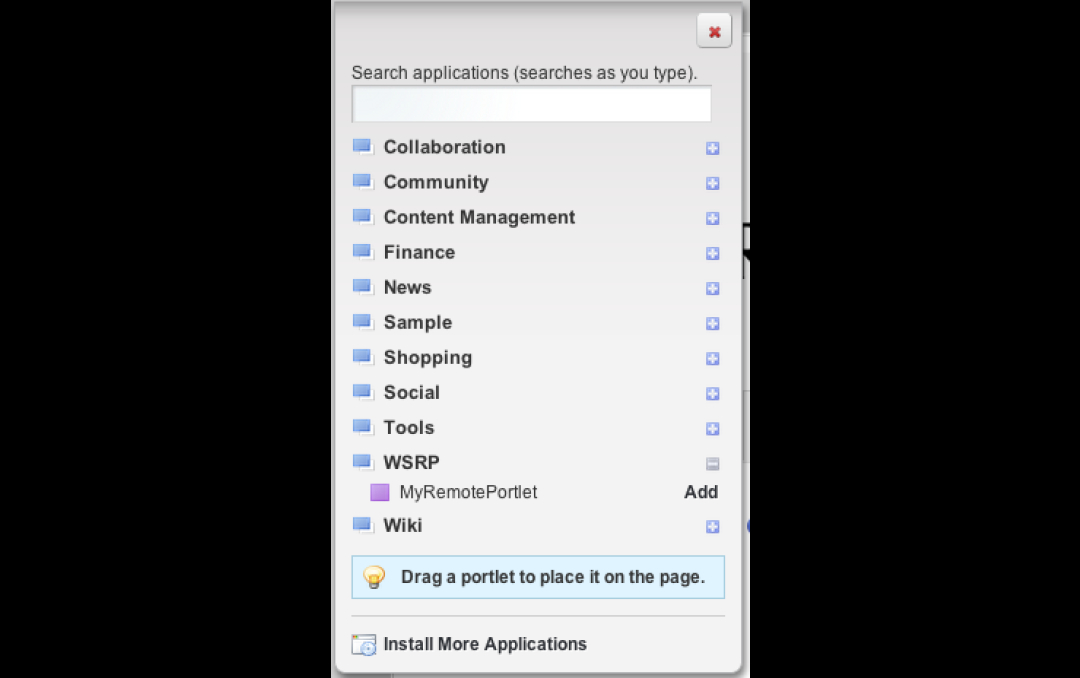 Search applications (searches as you type).
Collaboration
Community
Content Management
Finance
News
Sample
Shopping
Social
Tools
WSRP
MyRemotePortlet Add
Wiki
Drag a portlet to place it on the page.
Install More Applications